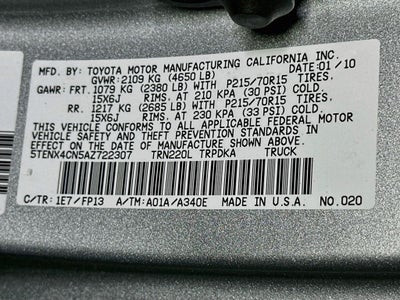 MFD. BY: TOYOTA MOTOR MANUFACTURING CALIFORNIA INC.
GVWR: 2109 KG (4650 LB) DATE: 01/10
GAWR: FRT. 1079 KG (2380 LB) WITH P215/70R15 TIRES.
15X6J RIMS. AT 210 KPA (30 PSI) COLD.
RR. 1217 KG (2685 LB) WITH P215/70R15 TIRES.
15X6J RIMS. AT 230 KPA (33 PSI) COLD.
THIS VEHICLE CONFORMS TO ALL APPLICABLE FEDERAL MOTOR
VEHICLE SAFETY, BUMPER, AND THEFT PREVENTION STANDARDS IN
EFFECT ON THE DATE OF MANUFACTURE SHOWN ABOVE.
5TENX4CN5AZ722307 TRN220L TRPDKA TRUCK
C/TR: 1E7/FP13 A/TM: A01A/A340E MADE IN U.S.A. NO.020